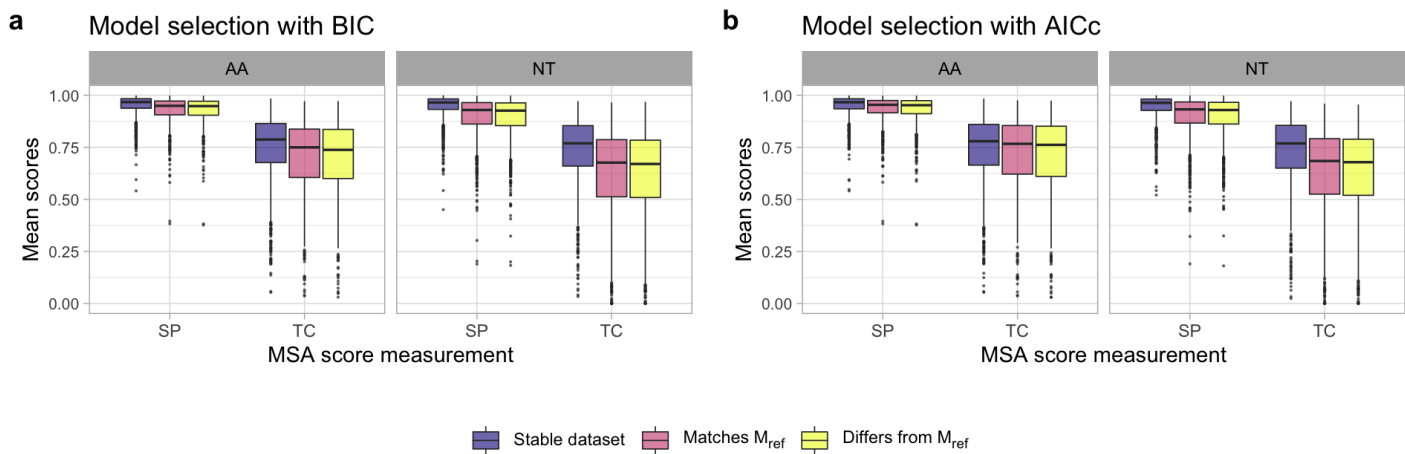 a
Model selection with BIC
AA
NT
Mean scores
1.00
0.75
0.50
0.25
0.00
SP
TC
SP
TC
MSA score measurement
b
Model selection with AICc
AA
NT
Mean scores
1.00
0.75
0.50
0.25
0.00
SP
TC
SP
TC
MSA score measurement
Stable dataset
Matches Mref
Differs from Mref